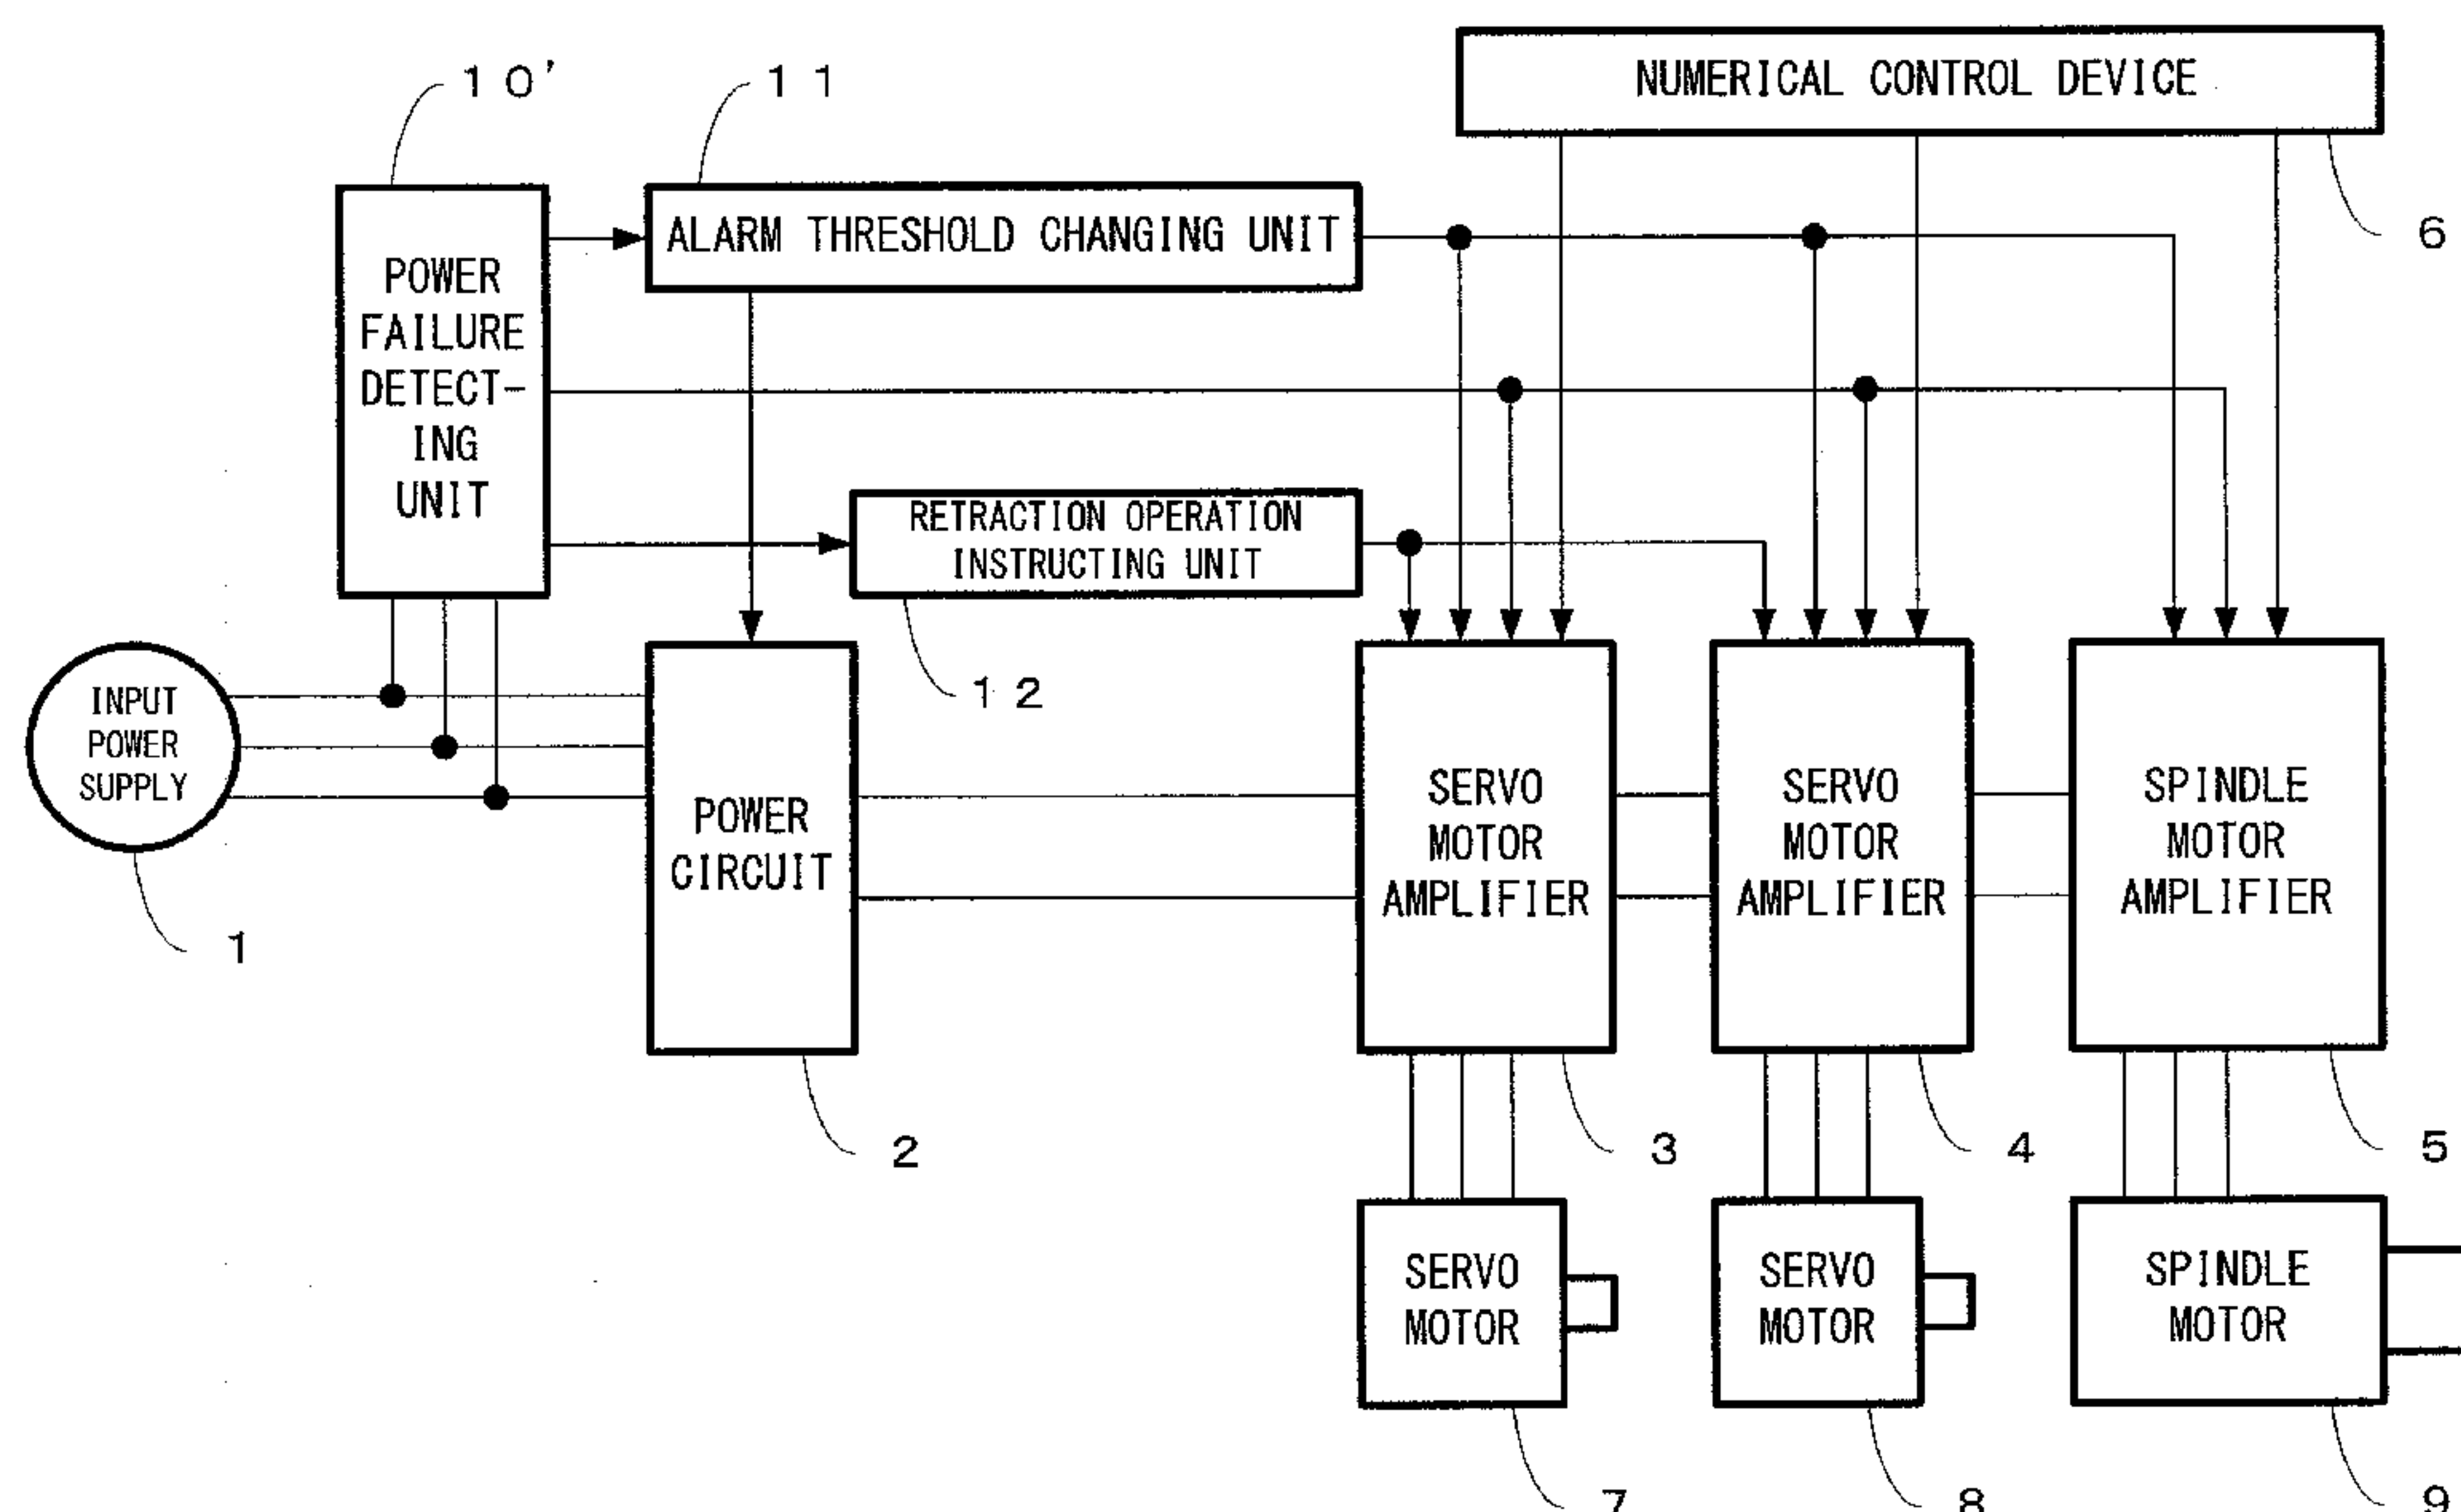 10'
11
NUMERICAL CONTROL DEVICE
6
ALARM THRESHOLD CHANGING UNIT
POWER
FAILURE
DETECT-
ING
UNIT
RETRACTION OPERATION
INSTRUCTING UNIT
12
INPUT
POWER
SUPPLY
1
POWER
CIRCUIT
2
SERVO
MOTOR
AMPLIFIER
3
SERVO
MOTOR
AMPLIFIER
4
SPINDLE
MOTOR
AMPLIFIER
5
SERVO
MOTOR
7
SERVO
MOTOR
8
SPINDLE
MOTOR
9